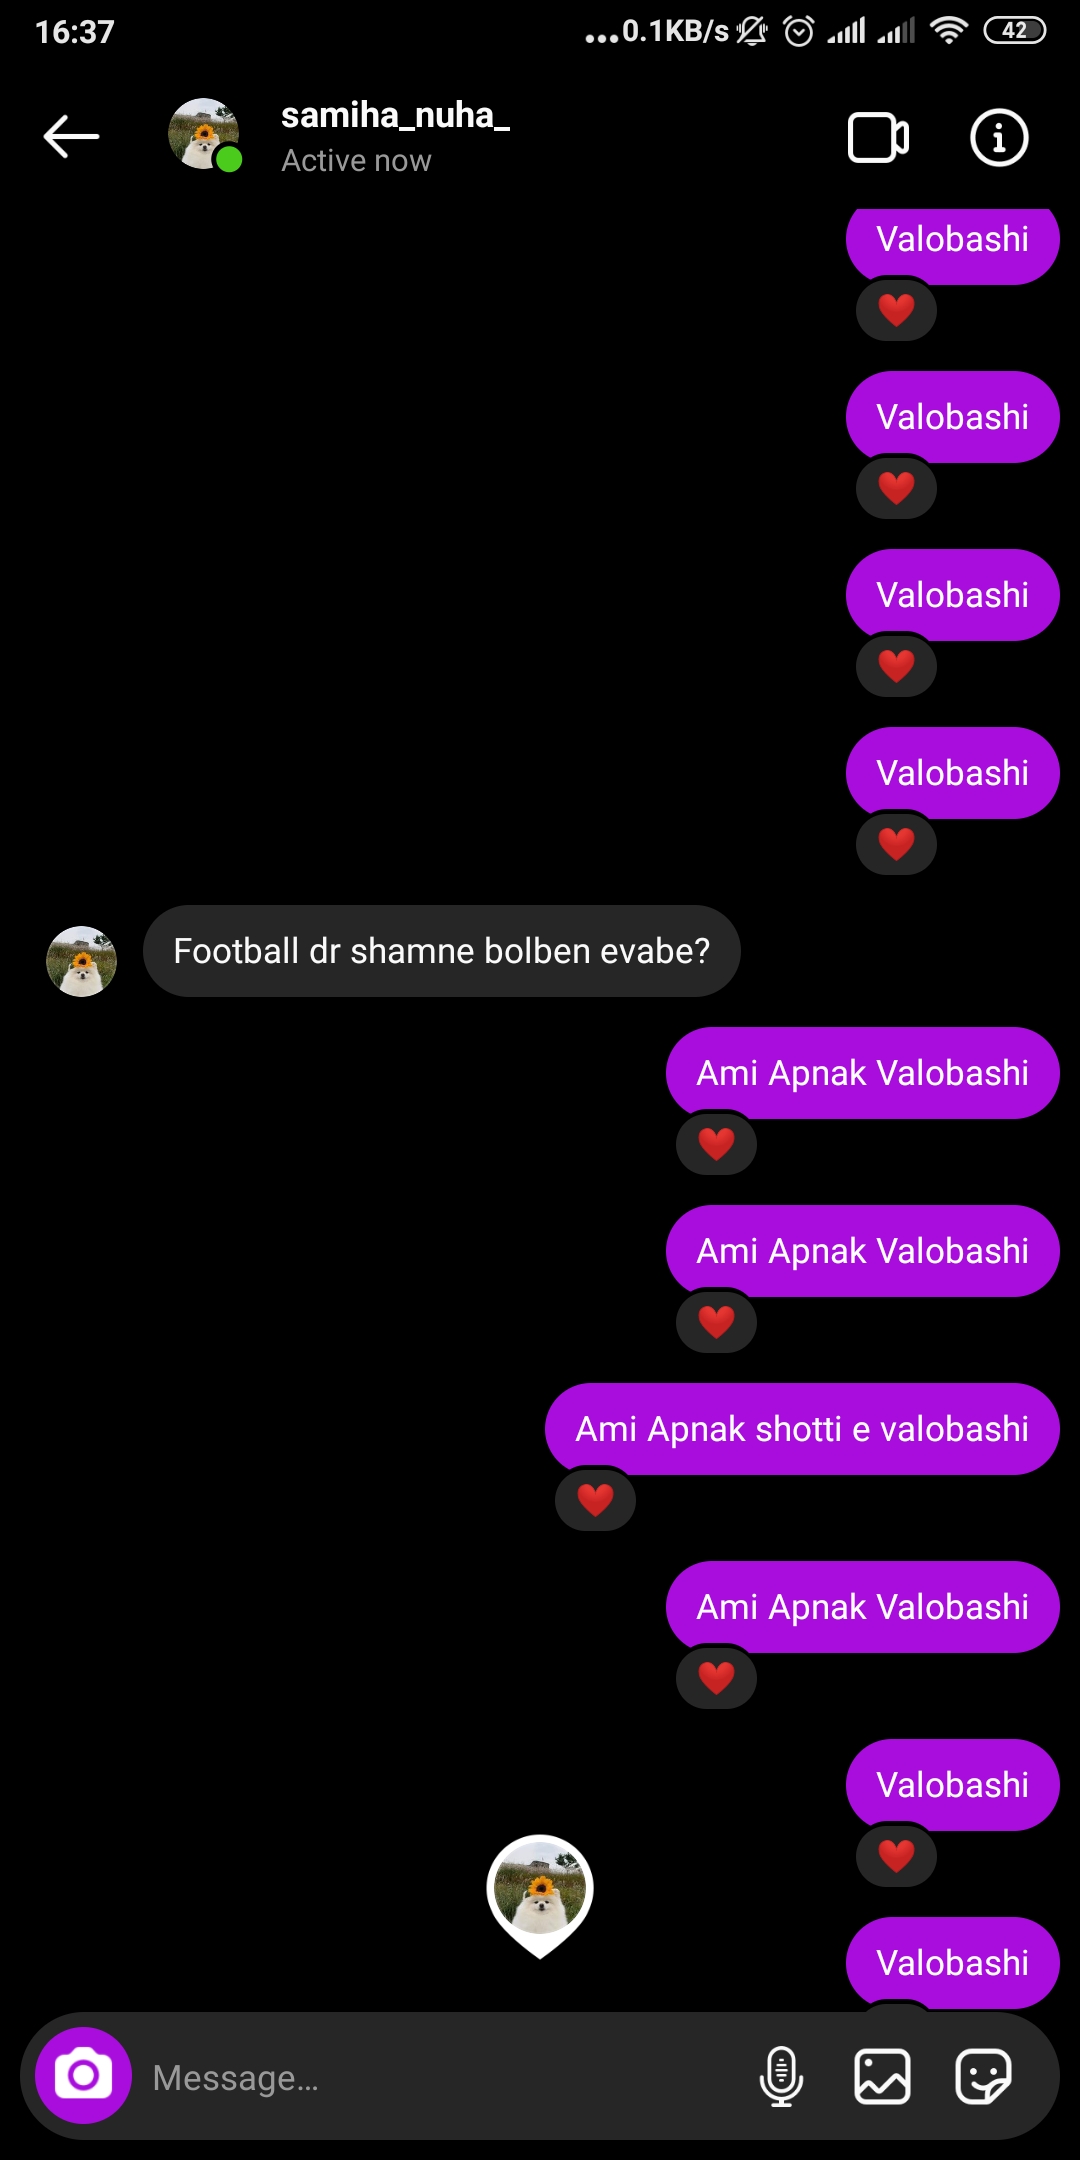 16:37
...0.1KB/s
42
samiha_nuha_
Active now
Valobashi
Valobashi
Valobashi
Valobashi
Football dr shamne bolben evabe?
Ami Apnak Valobashi
Ami Apnak Valobashi
Ami Apnak shotti e valobashi
Ami Apnak Valobashi
Valobashi
Valobashi
Message...